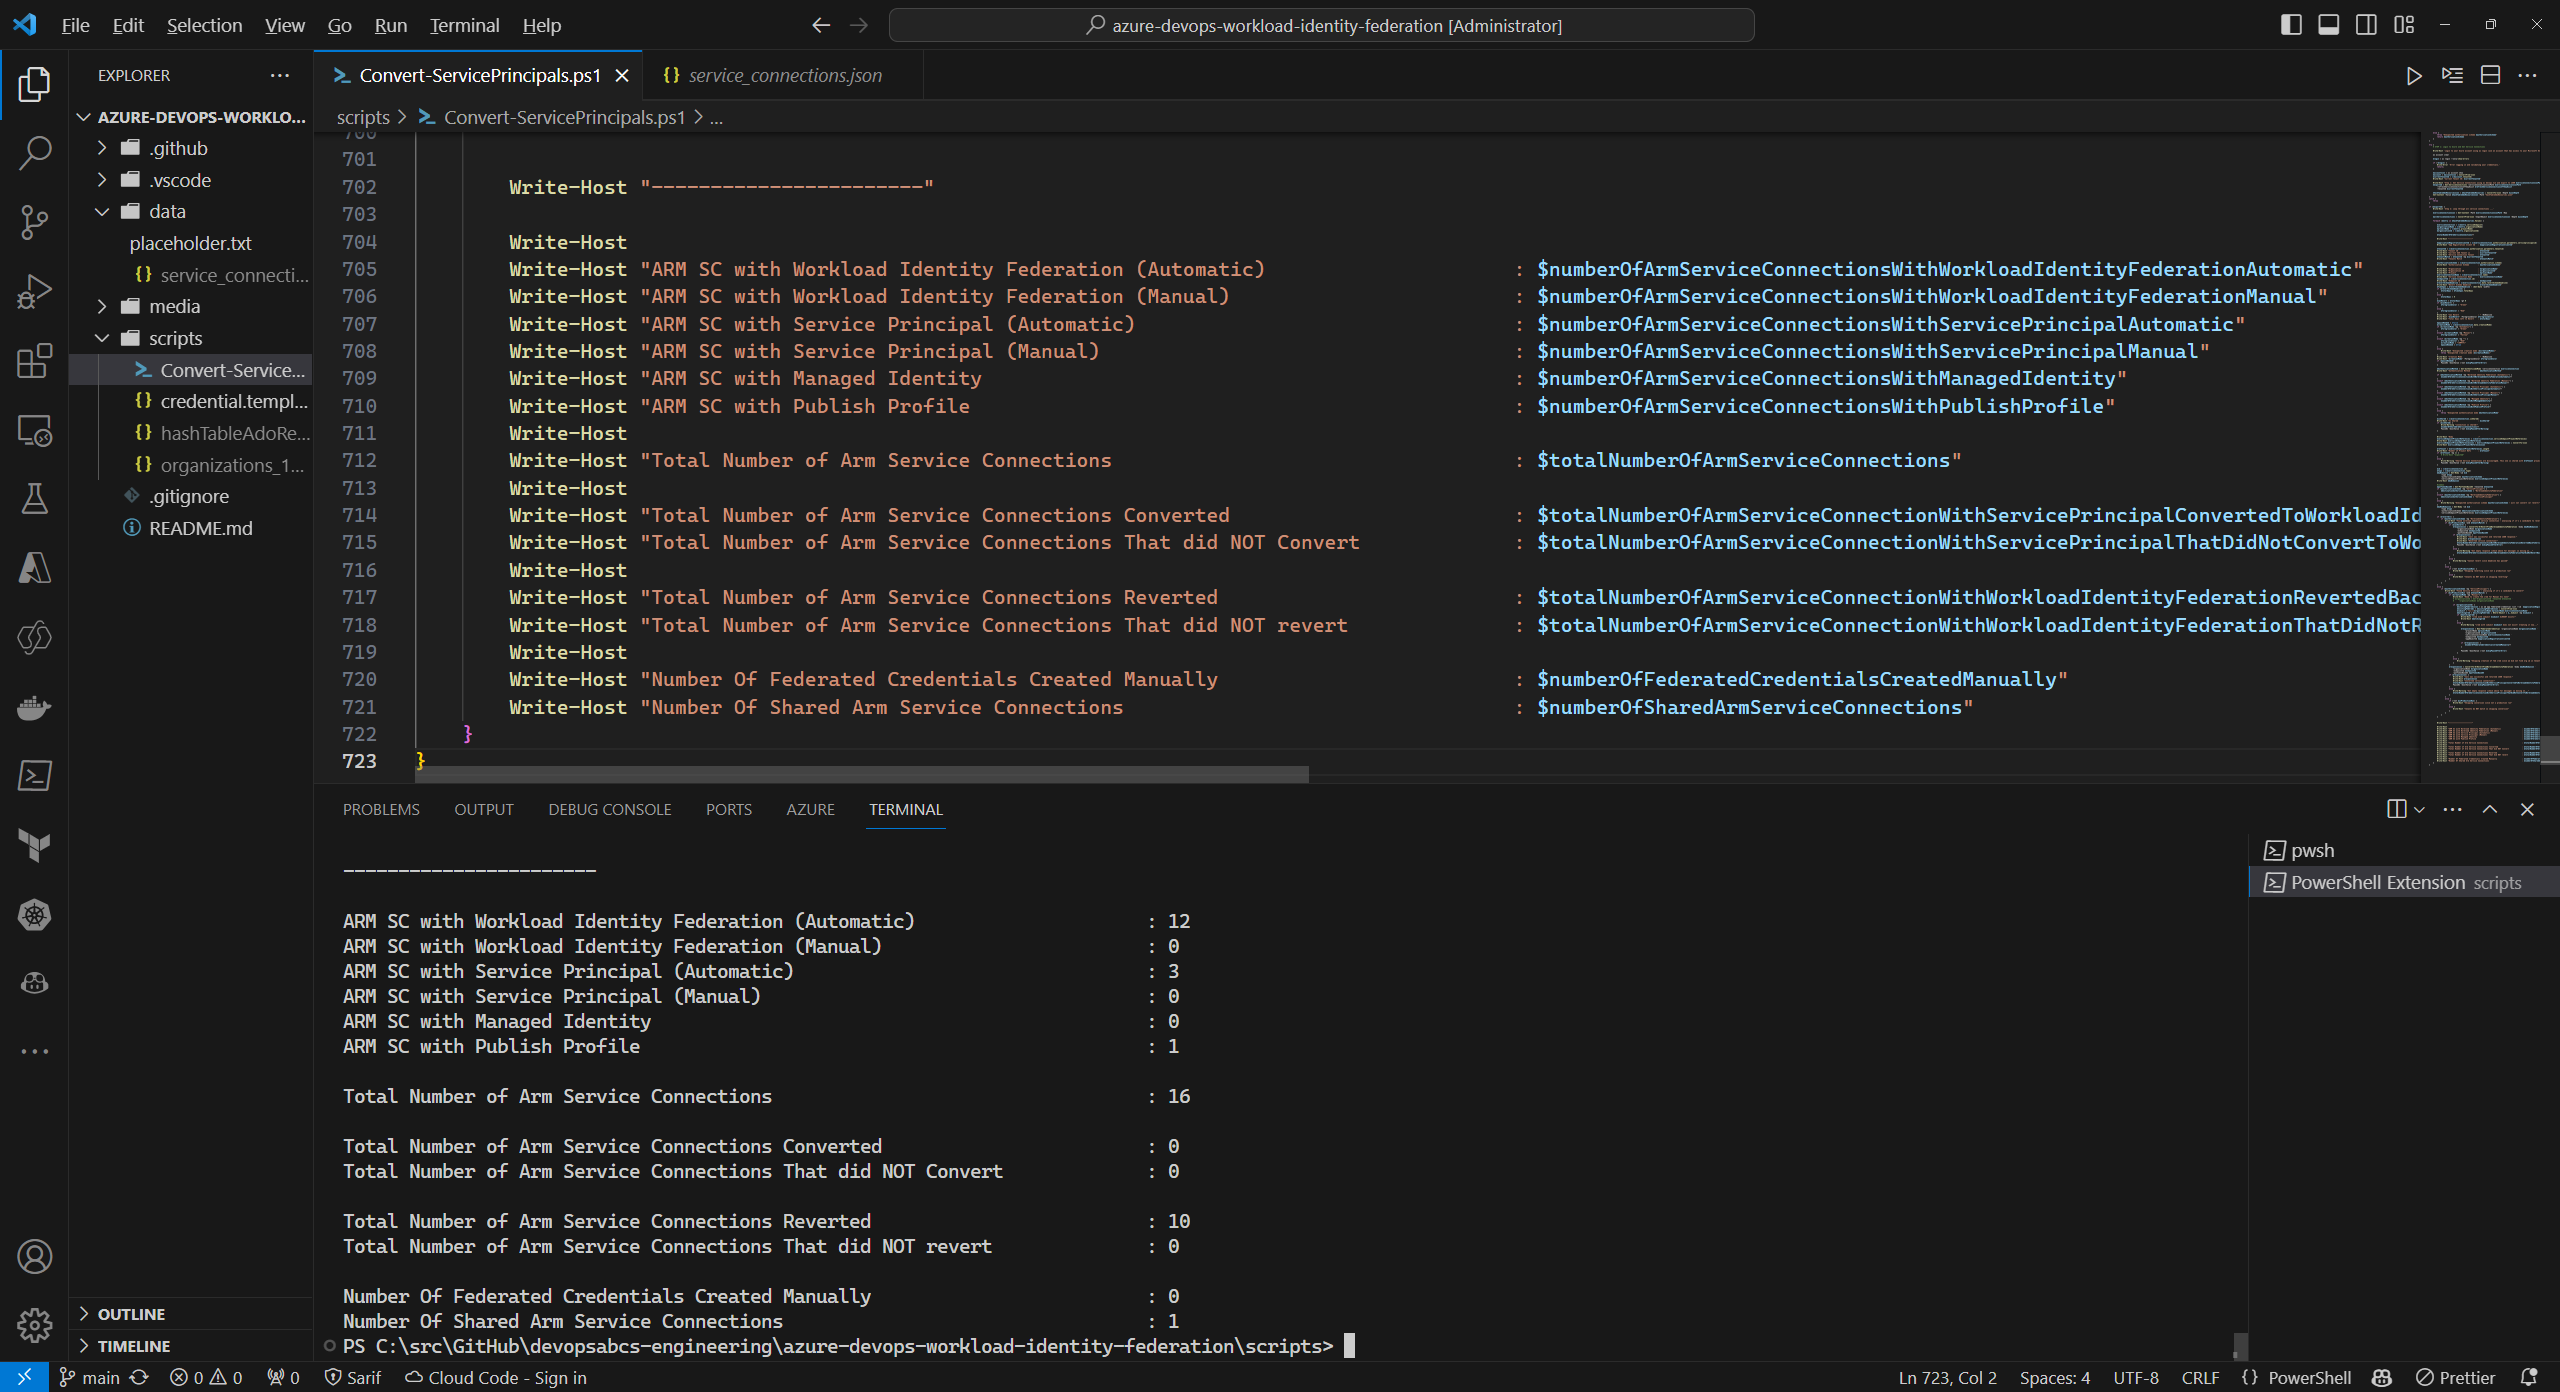 File Edit Selection View Go Run Terminal Help
azure-devops-workload-identity-federation [Administrator]
EXPLORER
AZURE-DEVOPS-WORKLO...
.github
.vscode
data
placeholder.txt
service_connecti...
media
scripts
Convert-Service...
credential.templ...
hashTableAdoRe...
organizations_1...
.gitignore
README.md
OUTLINE
TIMELINE
Convert-ServicePrincipals.ps1
service_connections.json
scripts > Convert-ServicePrincipals.ps1 > ...
700
701
702 Write-Host "-----------------------"
703
704 Write-Host
705 Write-Host "ARM SC with Workload Identity Federation (Automatic) : $numberOfArmServiceConnectionsWithWorkloadIdentityFederationAutomatic"
706 Write-Host "ARM SC with Workload Identity Federation (Manual) : $numberOfArmServiceConnectionsWithWorkloadIdentityFederationManual"
707 Write-Host "ARM SC with Service Principal (Automatic) : $numberOfArmServiceConnectionsWithServicePrincipalAutomatic"
708 Write-Host "ARM SC with Service Principal (Manual) : $numberOfArmServiceConnectionsWithServicePrincipalManual"
709 Write-Host "ARM SC with Managed Identity : $numberOfArmServiceConnectionsWithManagedIdentity"
710 Write-Host "ARM SC with Publish Profile : $numberOfArmServiceConnectionsWithPublishProfile"
711 Write-Host
712 Write-Host "Total Number of Arm Service Connections : $totalNumberOfArmServiceConnections"
713 Write-Host
714 Write-Host "Total Number of Arm Service Connections Converted : $totalNumberOfArmServiceConnectionWithServicePrincipalConvertedToWorkloadId
715 Write-Host "Total Number of Arm Service Connections That did NOT Convert : $totalNumberOfArmServiceConnectionWithServicePrincipalThatDidNotConvertToWo
716 Write-Host
717 Write-Host "Total Number of Arm Service Connections Reverted : $totalNumberOfArmServiceConnectionWithWorkloadIdentityFederationRevertedBac
718 Write-Host "Total Number of Arm Service Connections That did NOT revert : $totalNumberOfArmServiceConnectionWithWorkloadIdentityFederationThatDidNotR
719 Write-Host
720 Write-Host "Number Of Federated Credentials Created Manually : $numberOfFederatedCredentialsCreatedManually"
721 Write-Host "Number Of Shared Arm Service Connections : $numberOfSharedArmServiceConnections"
722 }
723 }
PROBLEMS OUTPUT DEBUG CONSOLE PORTS AZURE TERMINAL
-----------------------
ARM SC with Workload Identity Federation (Automatic) : 12
ARM SC with Workload Identity Federation (Manual) : 0
ARM SC with Service Principal (Automatic) : 3
ARM SC with Service Principal (Manual) : 0
ARM SC with Managed Identity : 0
ARM SC with Publish Profile : 1
Total Number of Arm Service Connections : 16
Total Number of Arm Service Connections Converted : 0
Total Number of Arm Service Connections That did NOT Convert : 0
Total Number of Arm Service Connections Reverted : 10
Total Number of Arm Service Connections That did NOT revert : 0
Number Of Federated Credentials Created Manually : 0
Number Of Shared Arm Service Connections : 1
PS C:\src\GitHub\devopsabcs-engineering\azure-devops-workload-identity-federation\scripts>
pwsh
PowerShell Extension scripts
main 0 0 0 Sarif Cloud Code - Sign in Ln 723, Col 2 Spaces: 4 UTF-8 CRLF {} PowerShell Prettier